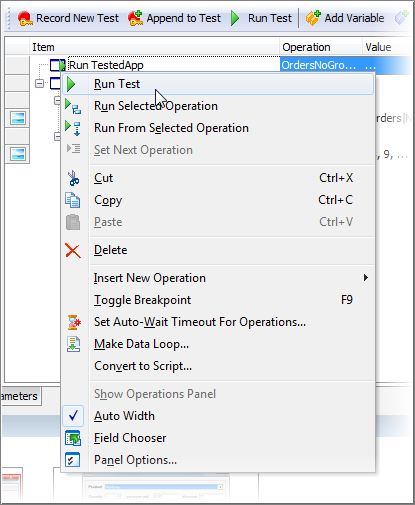 Record New Test Append to Test Run Test Add Variable
Item Operation Value
Run TestedApp OrdersNoGro... ...
Run Test
Run Selected Operation
Run From Selected Operation
Set Next Operation
Cut Ctrl+X
Copy Ctrl+C
Paste Ctrl+V
Delete
Insert New Operation
Toggle Breakpoint F9
Set Auto-Wait Timeout For Operations...
Make Data Loop...
Convert to Script...
Show Operations Panel
Auto Width
Field Chooser
Panel Options...
rders
, 9, ...
ameters
Product